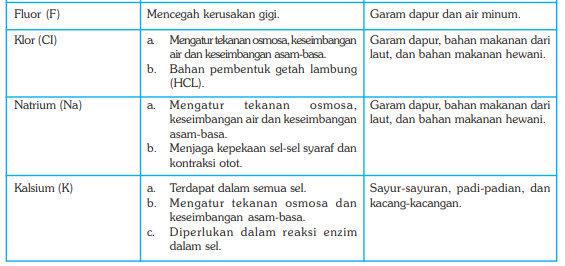 Fluor (F)
Mencegah kerusakan gigi.
Garam dapur dan air minum.
Klor (Cl)
a. Mengatur tekanan osmosa, keseimbangan
air dan keseimbangan asam-basa.
b. Bahan pembentuk getah lambung
(HCL).
Garam dapur, bahan makanan dari
laut, dan bahan makanan hewani.
Natrium (Na)
a. Mengatur tekanan osmosa,
keseimbangan air dan keseimbangan
asam-basa.
b. Menjaga kepekaan sel-sel syaraf dan
kontraksi otot.
Garam dapur, bahan makanan dari
laut, dan bahan makanan hewani.
Kalsium (K)
a. Terdapat dalam semua sel.
b. Mengatur tekanan osmosa dan
keseimbangan asam-basa.
c. Diperlukan dalam reaksi enzim
dalam sel.
Sayur-sayuran, padi-padian, dan
kacang-kacangan.